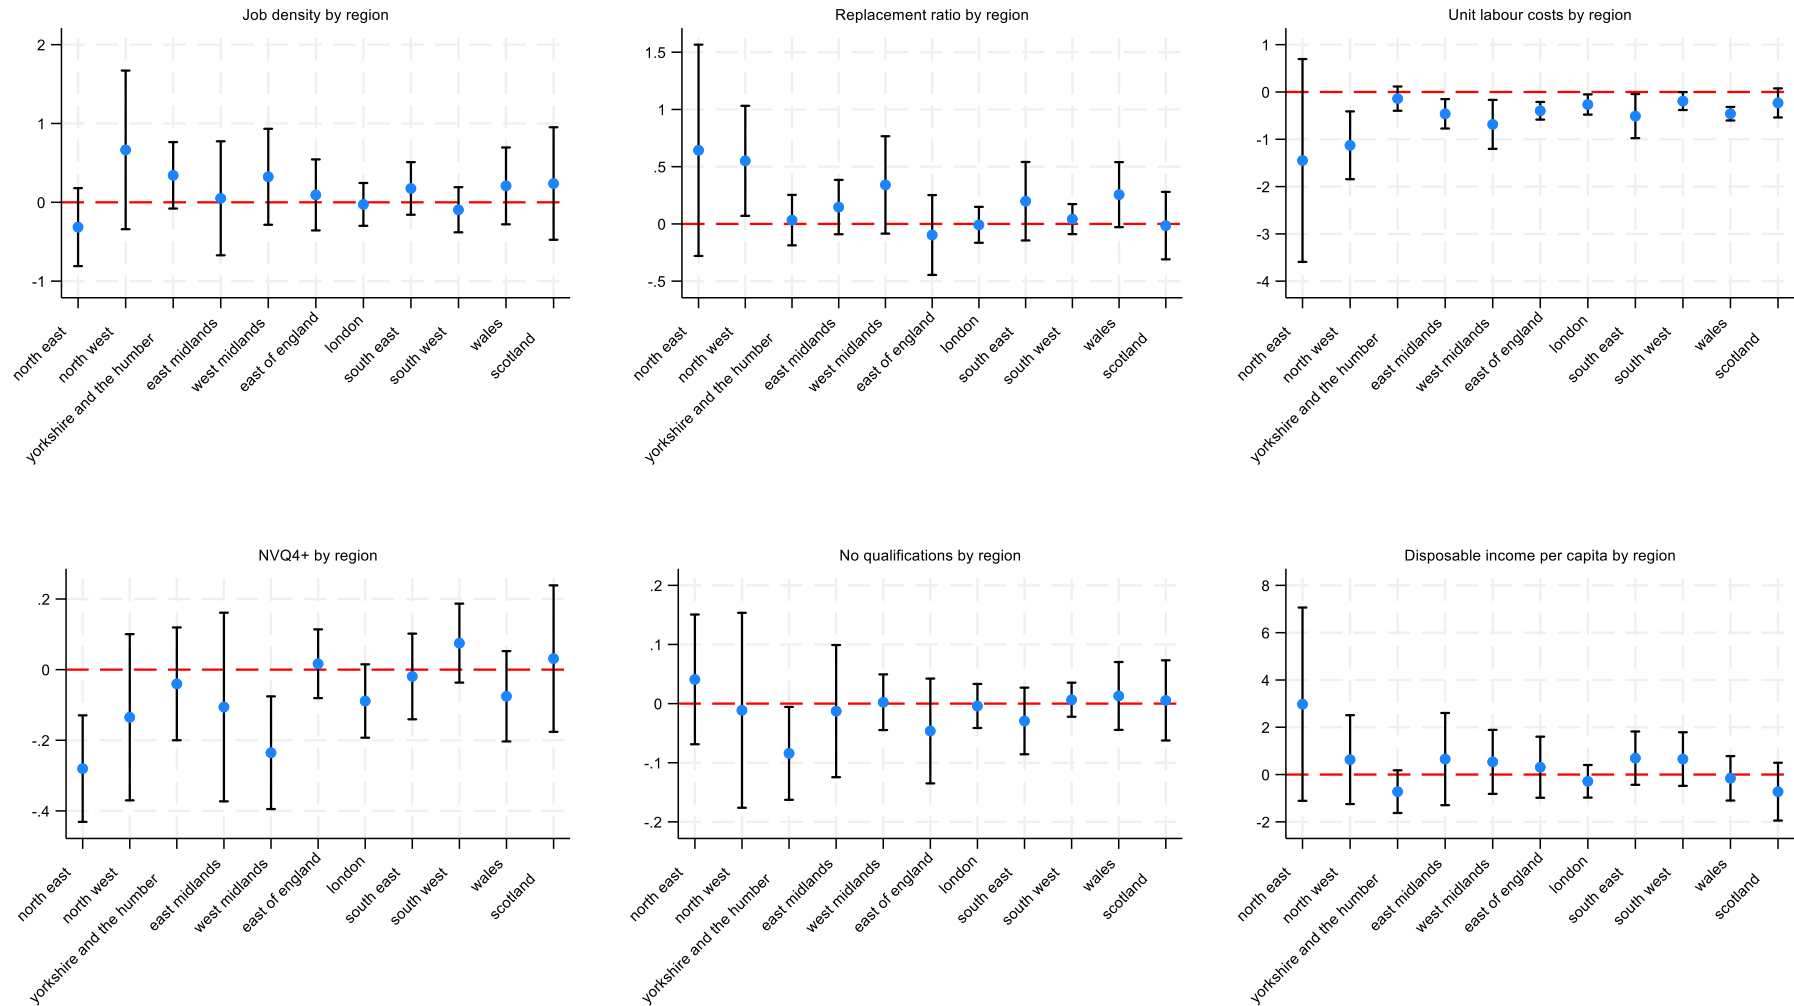 Job density by region
2
1
0
-1
north east
north west
yorkshire and the humber
east midlands
west midlands
east of england
london
south east
south west
wales
scotland
Replacement ratio by region
1.5
1
.5
0
-.5
north east
north west
yorkshire and the humber
east midlands
west midlands
east of england
london
south east
south west
wales
scotland
Unit labour costs by region
1
0
-1
-2
-3
-4
north east
north west
yorkshire and the humber
east midlands
west midlands
east of england
london
south east
south west
wales
scotland
NVQ4+ by region
.2
0
-.2
-.4
north east
north west
yorkshire and the humber
east midlands
west midlands
east of england
london
south east
south west
wales
scotland
No qualifications by region
.2
.1
0
-.1
-.2
north east
north west
yorkshire and the humber
east midlands
west midlands
east of england
london
south east
south west
wales
scotland
Disposable income per capita by region
8
6
4
2
0
-2
north east
north west
yorkshire and the humber
east midlands
west midlands
east of england
london
south east
south west
wales
scotland